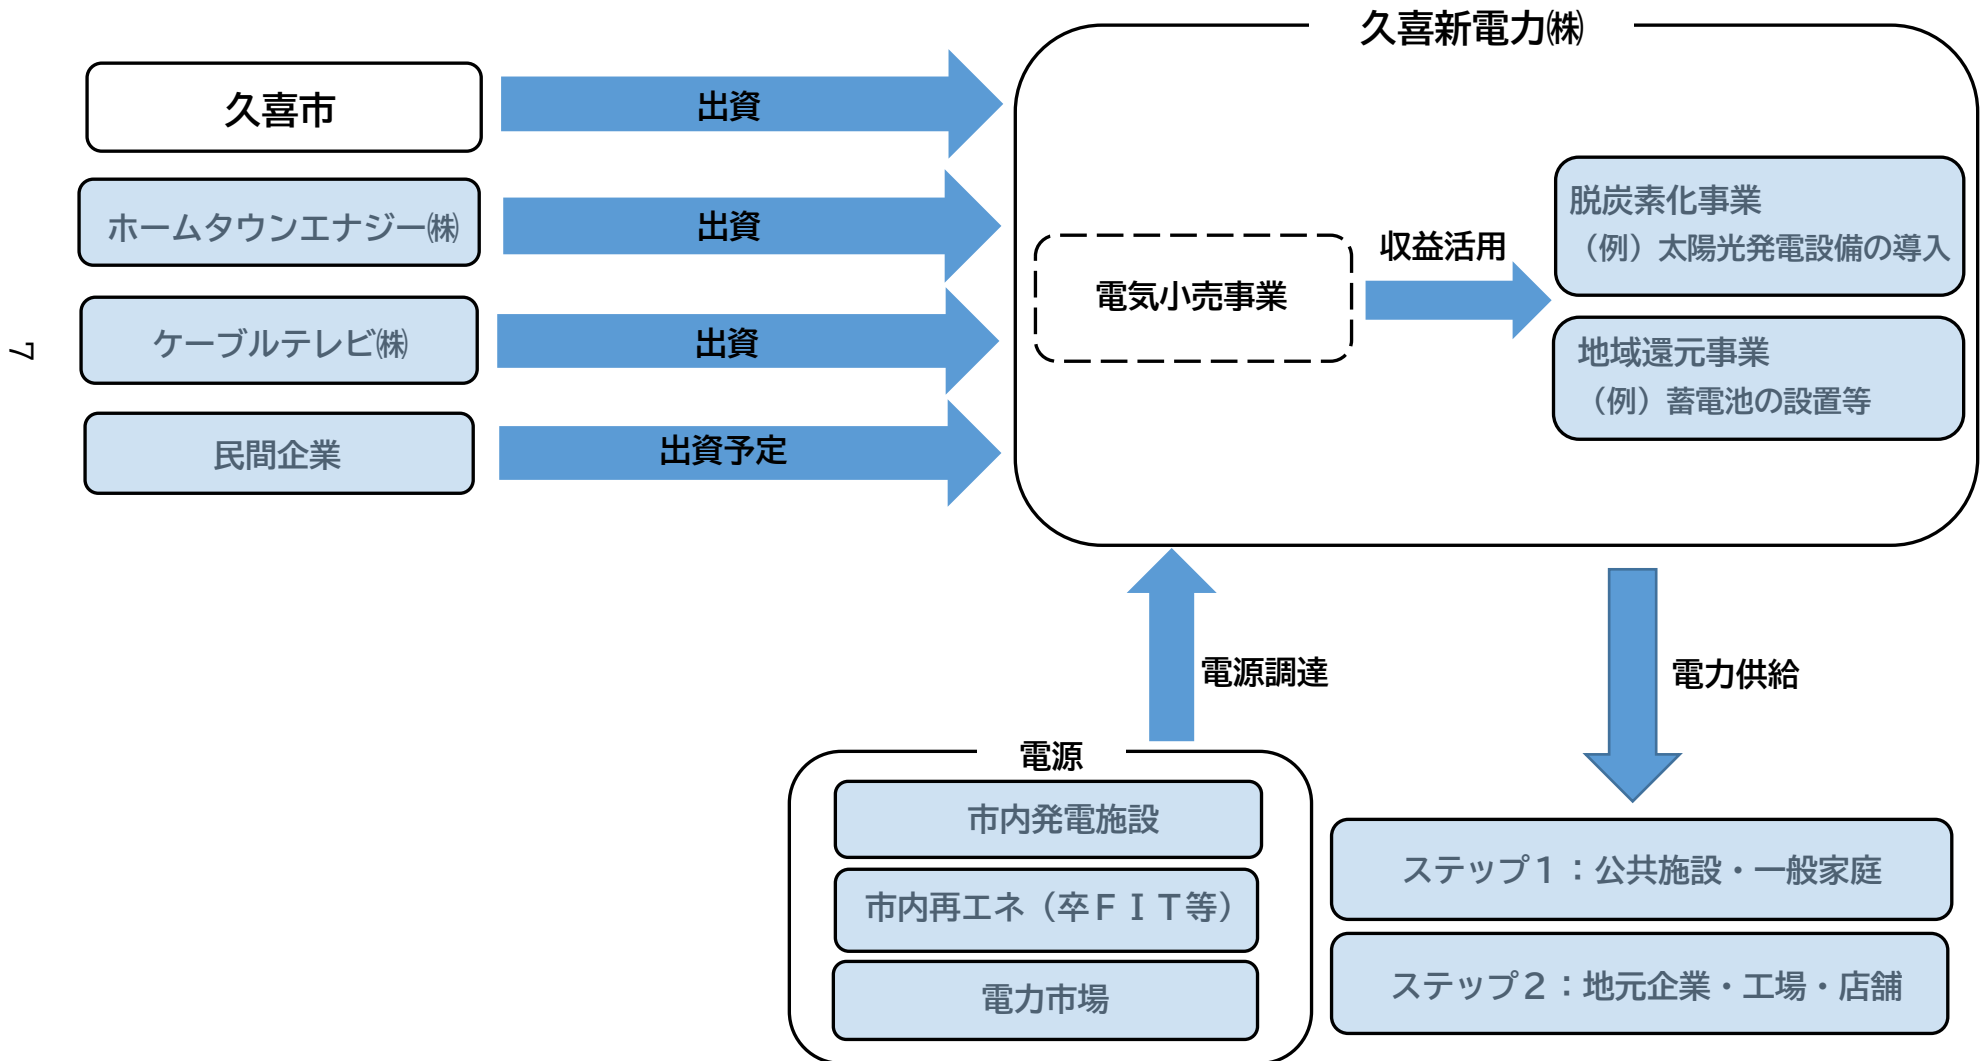 久喜新電力㈱
久喜市
出資
ホームタウンエナジー㈱
出資
ケーブルテレビ㈱
出資
民間企業
出資予定
電気小売事業
収益活用
脱炭素化事業
（例）太陽光発電設備の導入
地域還元事業
（例）蓄電池の設置等
7
電源調達
電力供給
電源
市内発電施設
市内再エネ（卒ＦＩＴ等）
電力市場
ステップ１：公共施設・一般家庭
ステップ２：地元企業・工場・店舗